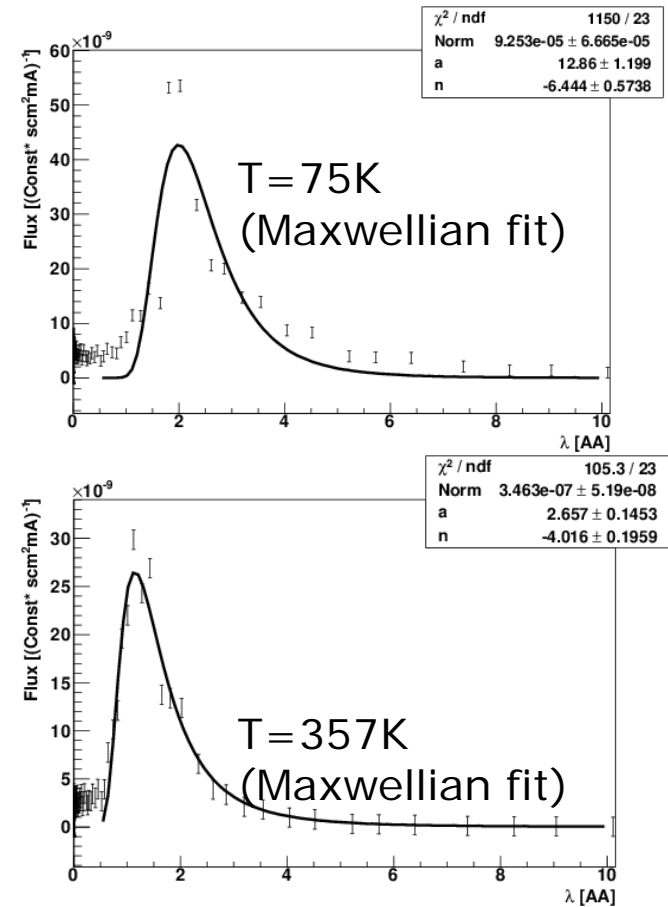 χ² / ndf 1150 / 23
Norm 9.253e-05 ± 6.665e-05
a 12.86 ± 1.199
n -6.444 ± 0.5738
×10⁻⁹
Flux [(Const* scm²mA)⁻¹]
60
50
40
30
20
10
0
T=75K
(Maxwellian fit)
0 2 4 6 8 10
λ [AA]
χ² / ndf 105.3 / 23
Norm 3.463e-07 ± 5.19e-08
a 2.657 ± 0.1453
n -4.016 ± 0.1959
×10⁻⁹
Flux [(Const* scm²mA)⁻¹]
30
25
20
15
10
5
0
T=357K
(Maxwellian fit)
0 2 4 6 8 10
λ [AA]